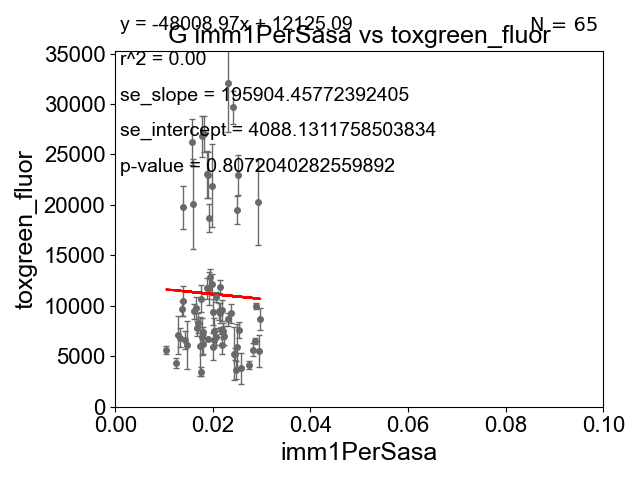 y = -48008.97x + 12125.09
N = 65
G imm1PerSasa vs toxgreen_fluor
r^2 = 0.00
se_slope = 195904.45772392405
se_intercept = 4088.1311758503834
p-value = 0.8072040282559892
toxgreen_fluor
35000
30000
25000
20000
15000
10000
5000
0
0.00
0.02
0.04
0.06
0.08
0.10
imm1PerSasa